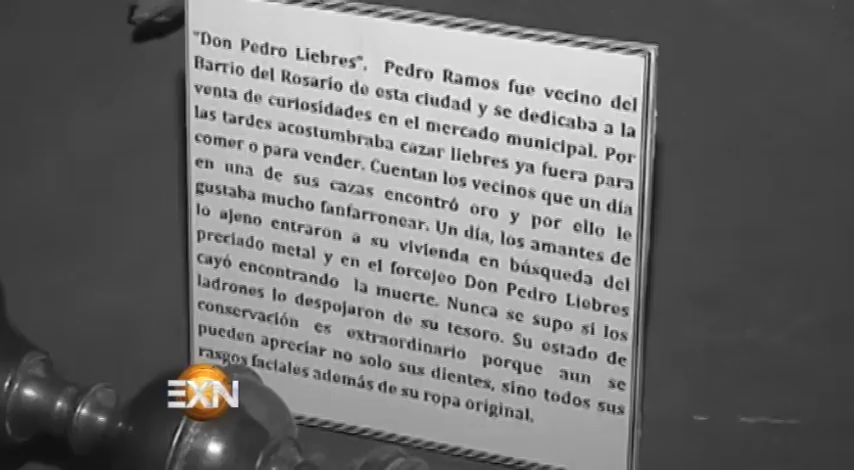 "Don Pedro Liebres". Pedro Ramos fue vecino del
Barrio del Rosario de esta ciudad y se dedicaba a la
venta de curiosidades en el mercado municipal. Por
las tardes acostumbraba cazar liebres ya fuera para
comer o para vender. Cuentan los vecinos que un día
en una de sus cazas encontró oro y por ello le
gustaba mucho fanfarronear. Un día, los amantes de
lo ajeno entraron a su vivienda en búsqueda del
preciado metal y en el forcejeo Don Pedro Liebres
cayó encontrando la muerte. Nunca se supo si los
ladrones lo despojaron de su tesoro. Su estado de
conservación es extraordinario porque aun se
pueden apreciar no solo sus dientes, sino todos sus
rasgos faciales además de su ropa original.
EXN